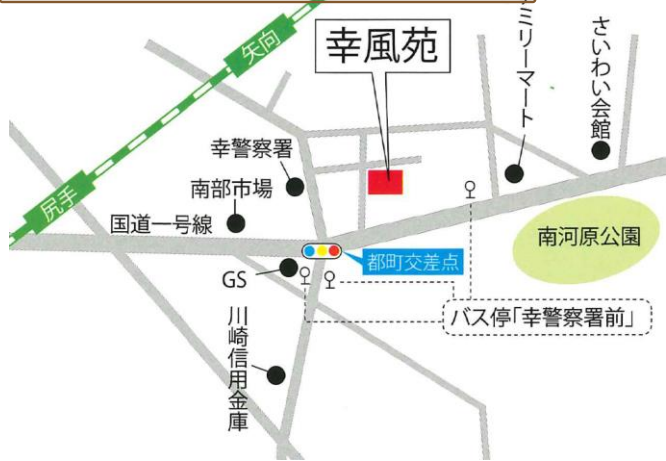 矢向
尻手
幸風苑
ミリーマート
さいわい会館
幸警察署
南部市場
国道一号線
都町交差点
GS
南河原公園
バス停「幸警察署前」
川崎信用金庫